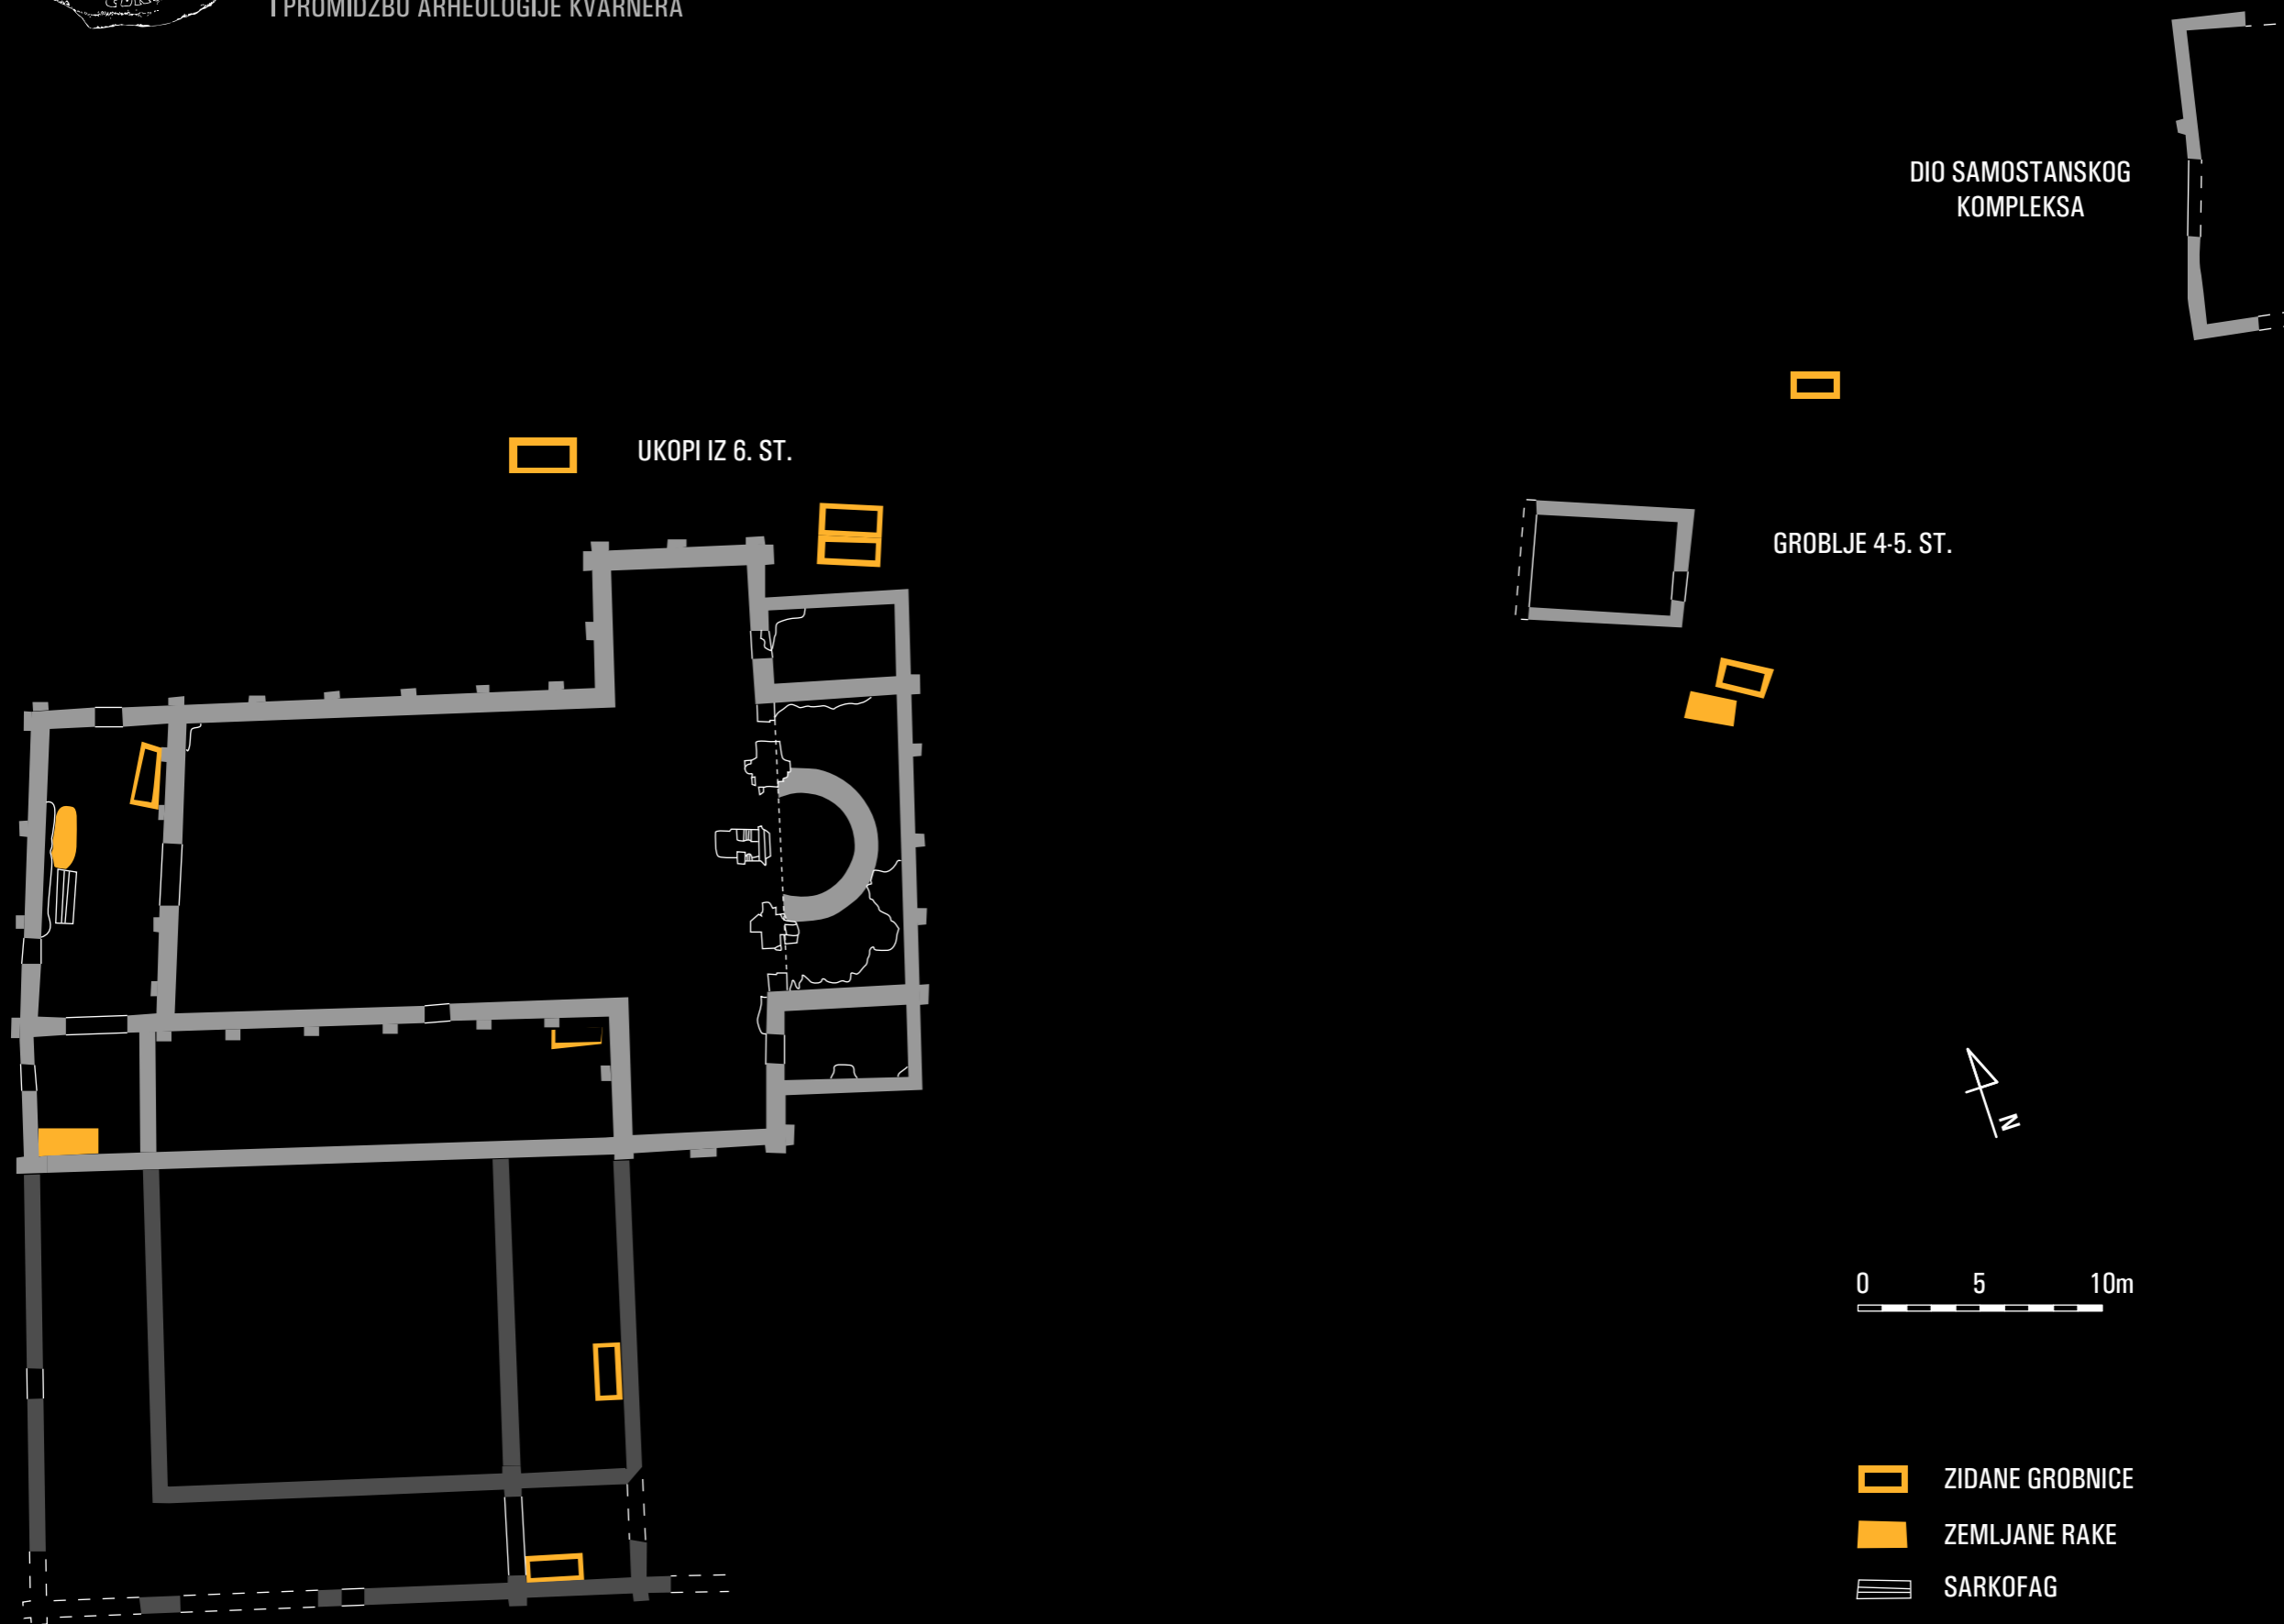 I PROMIDŽBU ARHEOLOGIJE KVARNERA
DIO SAMOSTANSKOG
KOMPLEKSA
UKOPI IZ 6. ST.
GROBLJE 4-5. ST.
N
0 5 10m
ZIDANE GROBNICE
ZEMLJANE RAKE
SARKOFAG